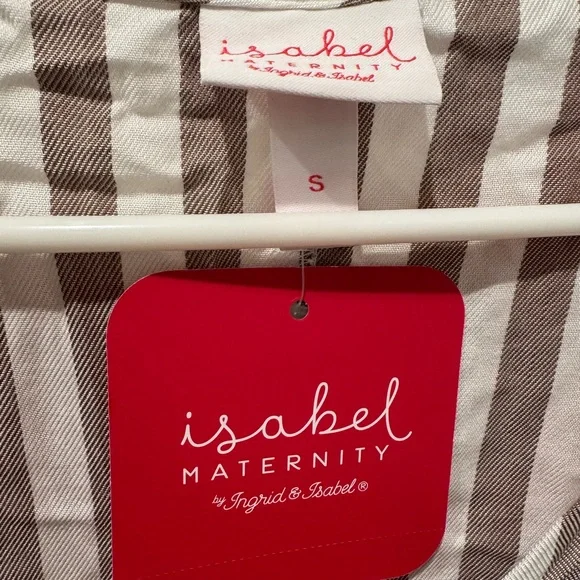 isabel
MATERNITY
by Ingrid & Isabel
S
isabel
MATERNITY
by Ingrid & Isabel®